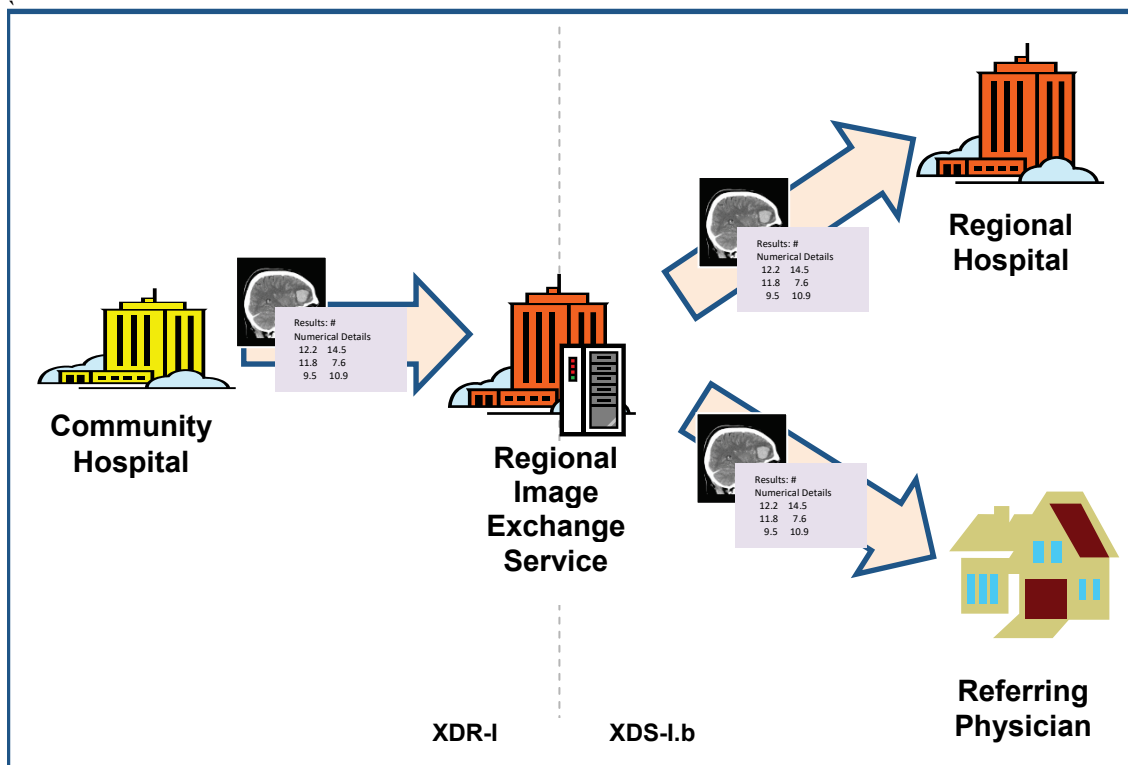 `
Results: #
Numerical Details
12.2 14.5
11.8 7.6
9.5 10.9
Community
Hospital
Regional
Image
Exchange
Service
Results: #
Numerical Details
12.2 14.5
11.8 7.6
9.5 10.9
Regional
Hospital
Results: #
Numerical Details
12.2 14.5
11.8 7.6
9.5 10.9
Referring
Physician
XDR-I
XDS-I.b